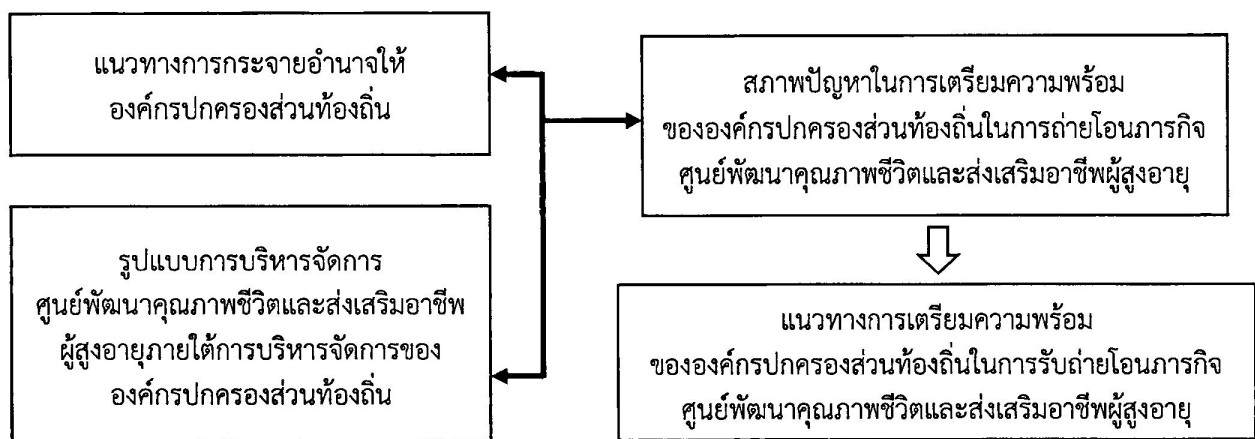 แนวทางการกระจายอำนาจให้
องค์กรปกครองส่วนท้องถิ่น
สภาพปัญหาในการเตรียมความพร้อม
ขององค์กรปกครองส่วนท้องถิ่นในการถ่ายโอนภารกิจ
ศูนย์พัฒนาคุณภาพชีวิตและส่งเสริมอาชีพผู้สูงอายุ
รูปแบบการบริหารจัดการ
ศูนย์พัฒนาคุณภาพชีวิตและส่งเสริมอาชีพ
ผู้สูงอายุภายใต้การบริหารจัดการของ
องค์กรปกครองส่วนท้องถิ่น
แนวทางการเตรียมความพร้อม
ขององค์กรปกครองส่วนท้องถิ่นในการรับถ่ายโอนภารกิจ
ศูนย์พัฒนาคุณภาพชีวิตและส่งเสริมอาชีพผู้สูงอายุ